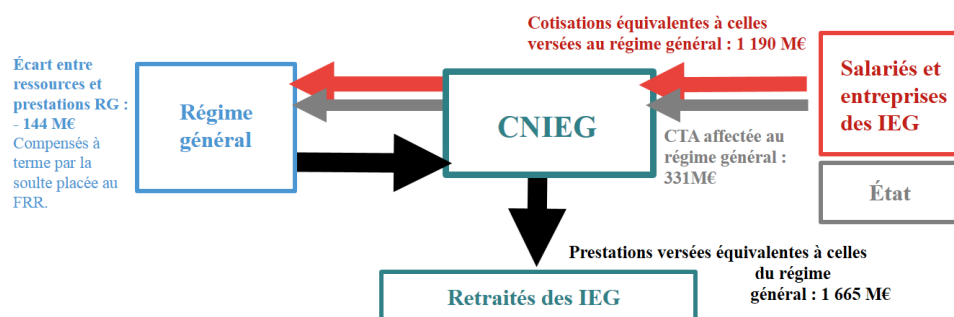 Cotisations équivalentes à celles
versées au régime général : 1 190 M€
Écart entre
ressources et
prestations RG :
- 144 M€
Compensés à
terme par la
soulte placée au
FRR.
Régime
général
CNIEG
Salariés et
entreprises
des IEG
CTA affectée au
régime général :
331M€
État
Prestations versées équivalentes à celles
du régime
général : 1 665 M€
Retraités des IEG